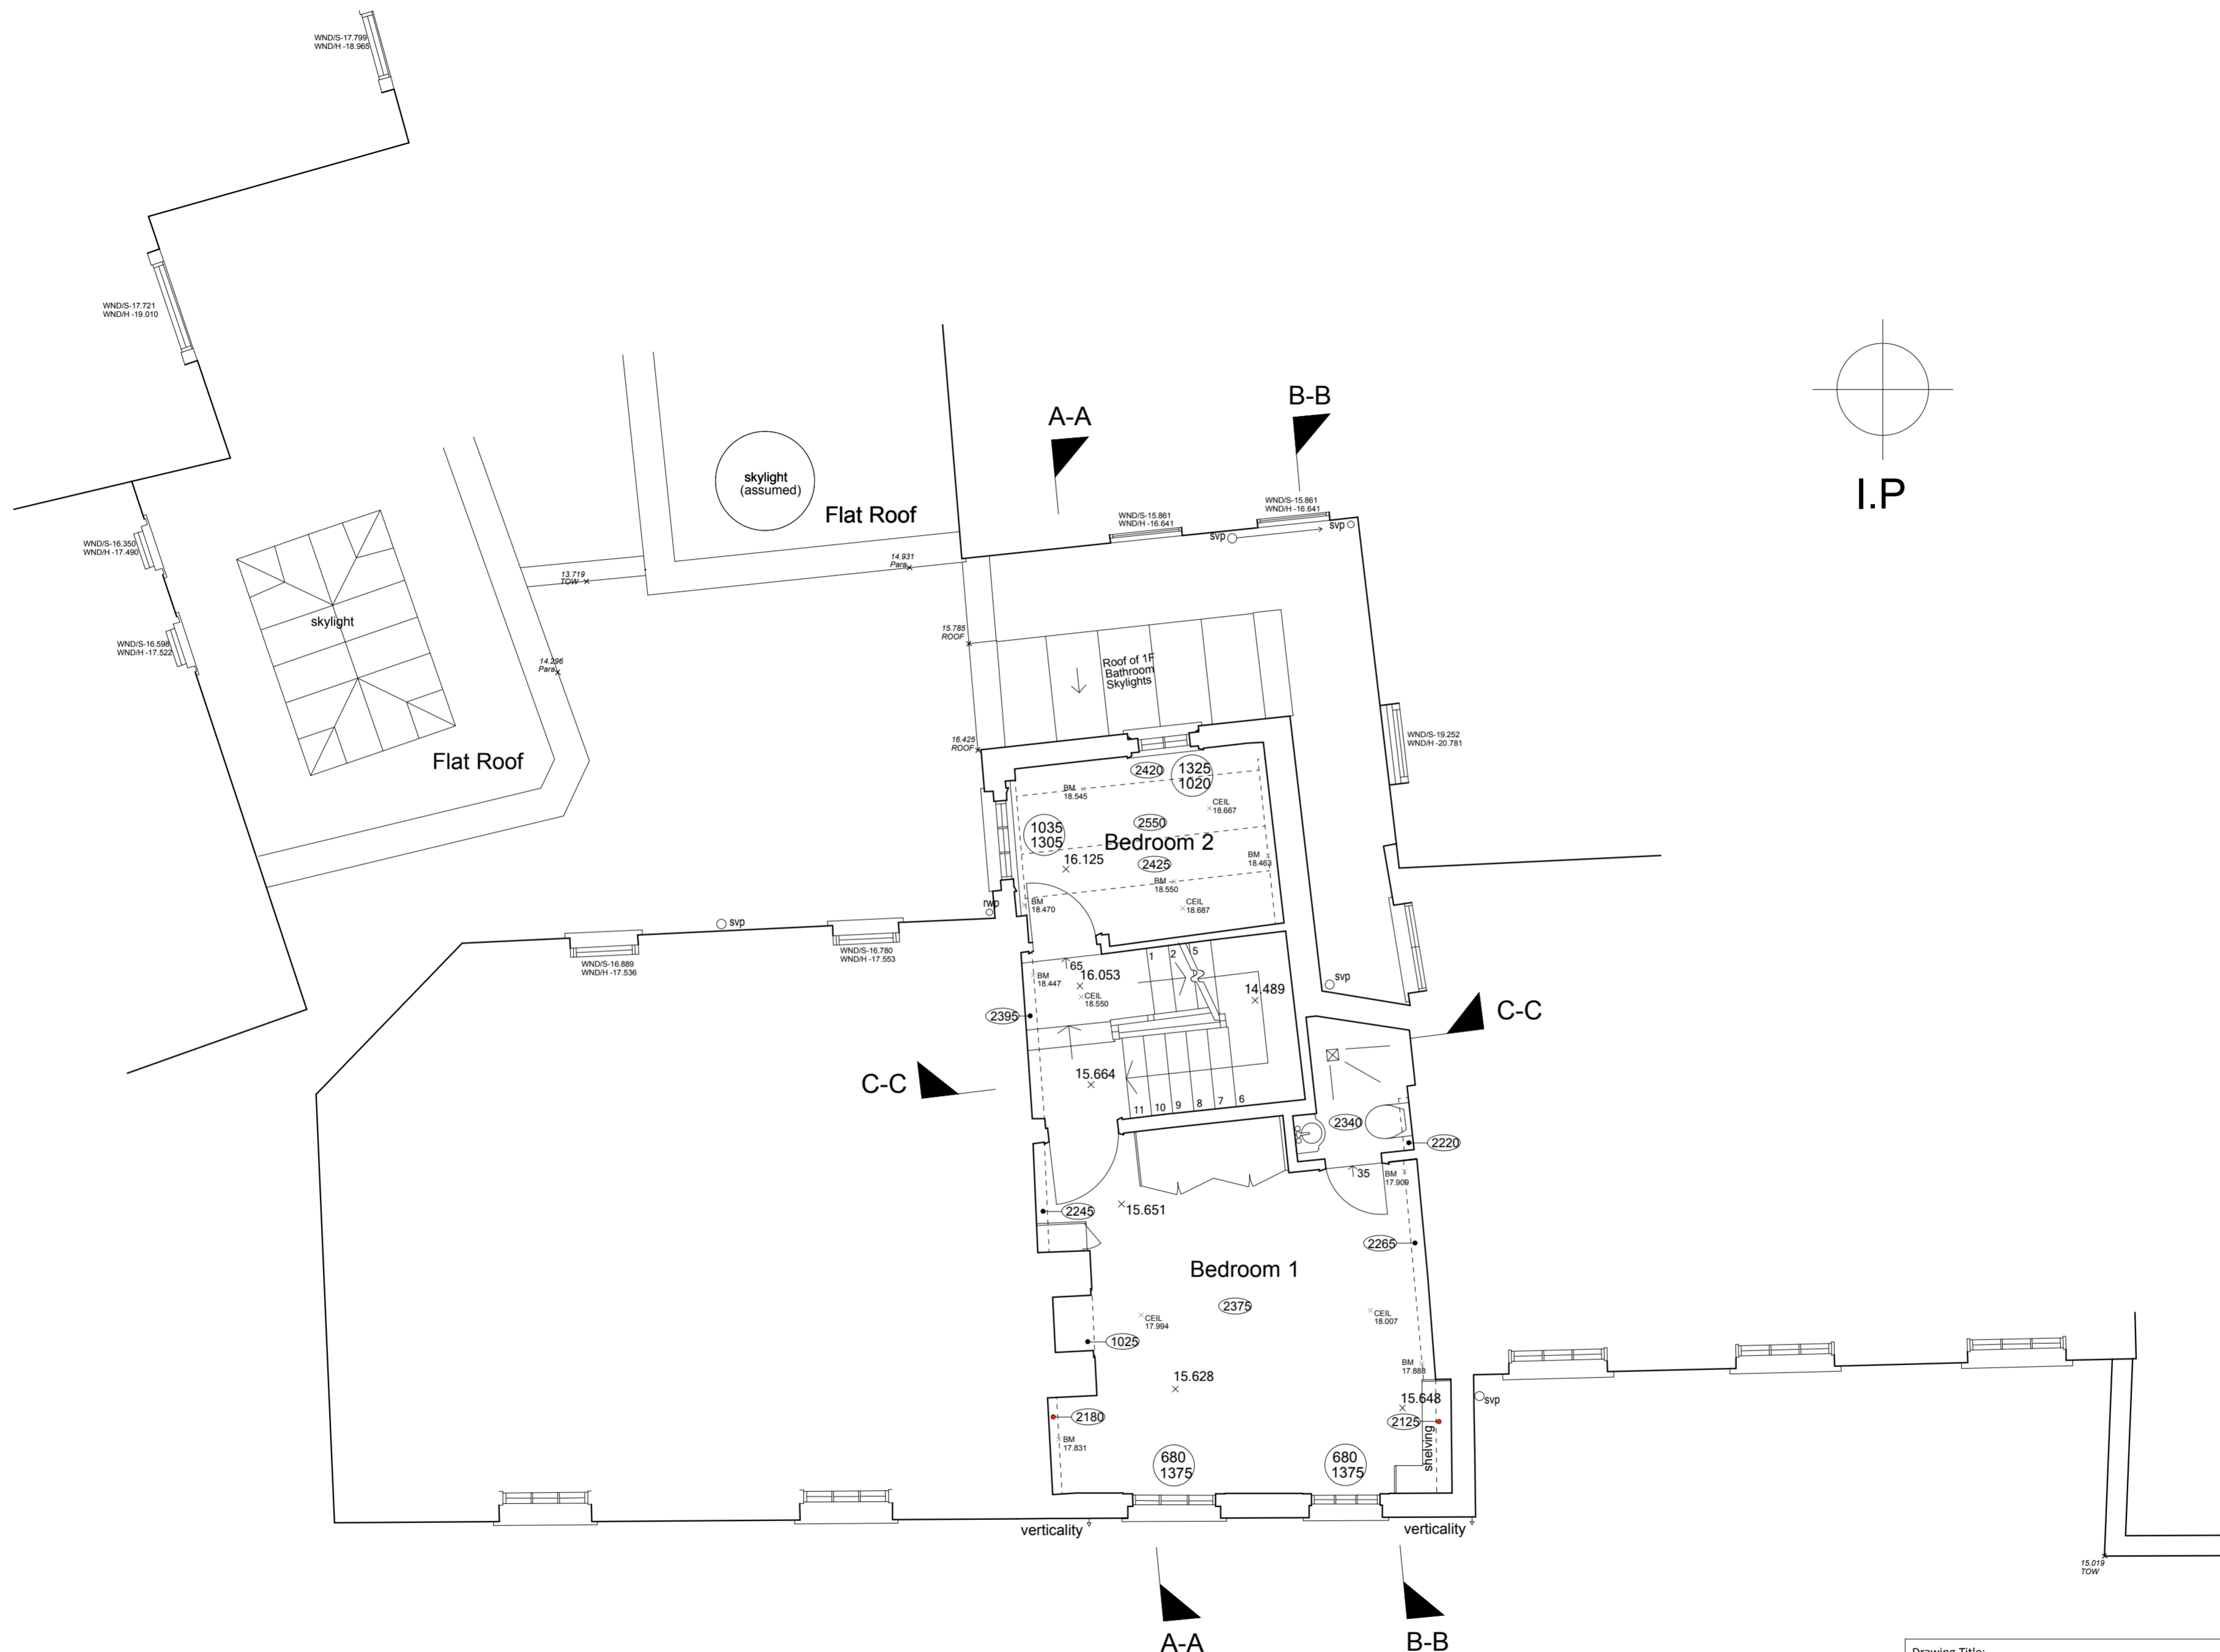 WND/S-17.799
WND/H -18.965
WND/S-17.721
WND/H -19.010
A-A
B-B
I.P
skylight
(assumed)
Flat Roof
WND/S-15.861
WND/H -16.641
WND/S-15.861
WND/H -16.641
svp
svp
WND/S-16.350
WND/H -17.490
14.931
Para
13.719
TOW
skylight
15.785
ROOF
WND/S-16.598
WND/H -17.522
14.296
Para
Roof of 1F
Bathroom
Skylights
Flat Roof
16.425
ROOF
WND/S-19.252
WND/H -20.781
2420
1325
1020
BM
18.545
CEIL
18.667
1035
1305
2550
Bedroom 2
16.125
2425
BM
18.463
BM
18.550
rwp
BM
18.470
CEIL
18.687
svp
WND/S-16.889
WND/H -17.536
WND/S-16.780
WND/H -17.553
1
2
5
65
16.053
BM
18.447
CEIL
18.550
14.489
svp
2395
C-C
C-C
15.664
11
10
9
8
7
6
2340
2220
35
BM
17.909
15.651
2245
2265
Bedroom 1
2375
CEIL
17.994
CEIL
18.007
1025
BM
17.888
15.628
15.648
svp
2180
2125
BM
17.831
shelving
680
1375
680
1375
verticality
verticality
15.019
TOW
A-A
B-B
Drawing Title: